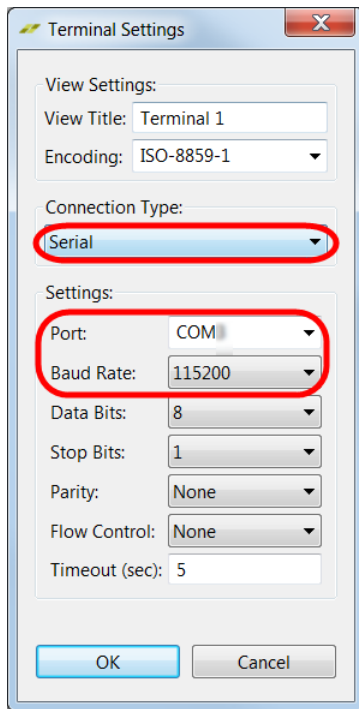 Terminal Settings
View Settings:
View Title: Terminal 1
Encoding: ISO-8859-1
Connection Type:
Serial
Settings:
Port: COM
Baud Rate: 115200
Data Bits: 8
Stop Bits: 1
Parity: None
Flow Control: None
Timeout (sec): 5
OK Cancel